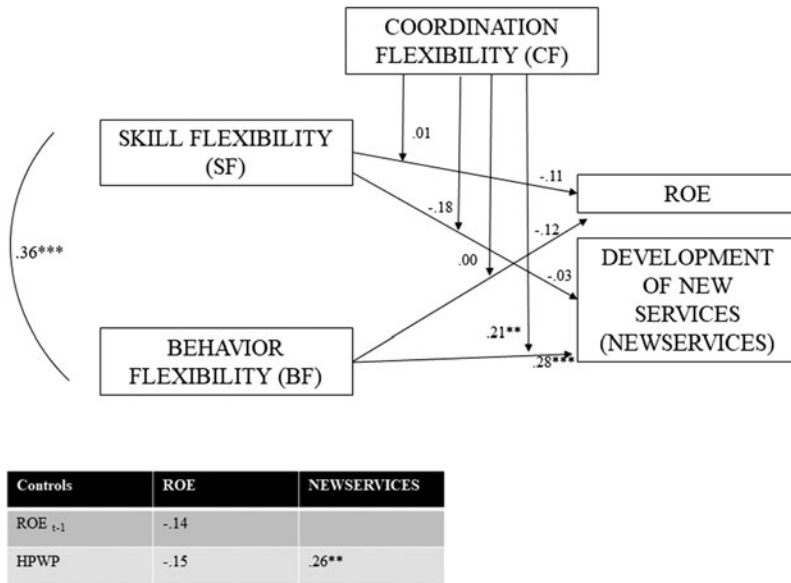 COORDINATION
FLEXIBILITY (CF)
SKILL FLEXIBILITY
(SF)
.01
-.11
ROE
-.18
-.12
.36***
.00
-.03
DEVELOPMENT
OF NEW
SERVICES
(NEWSERVICES)
.21**
.28***
BEHAVIOR
FLEXIBILITY (BF)
Controls ROE NEWSERVICES
ROE t-1 -.14
HPWP -.15 .26**